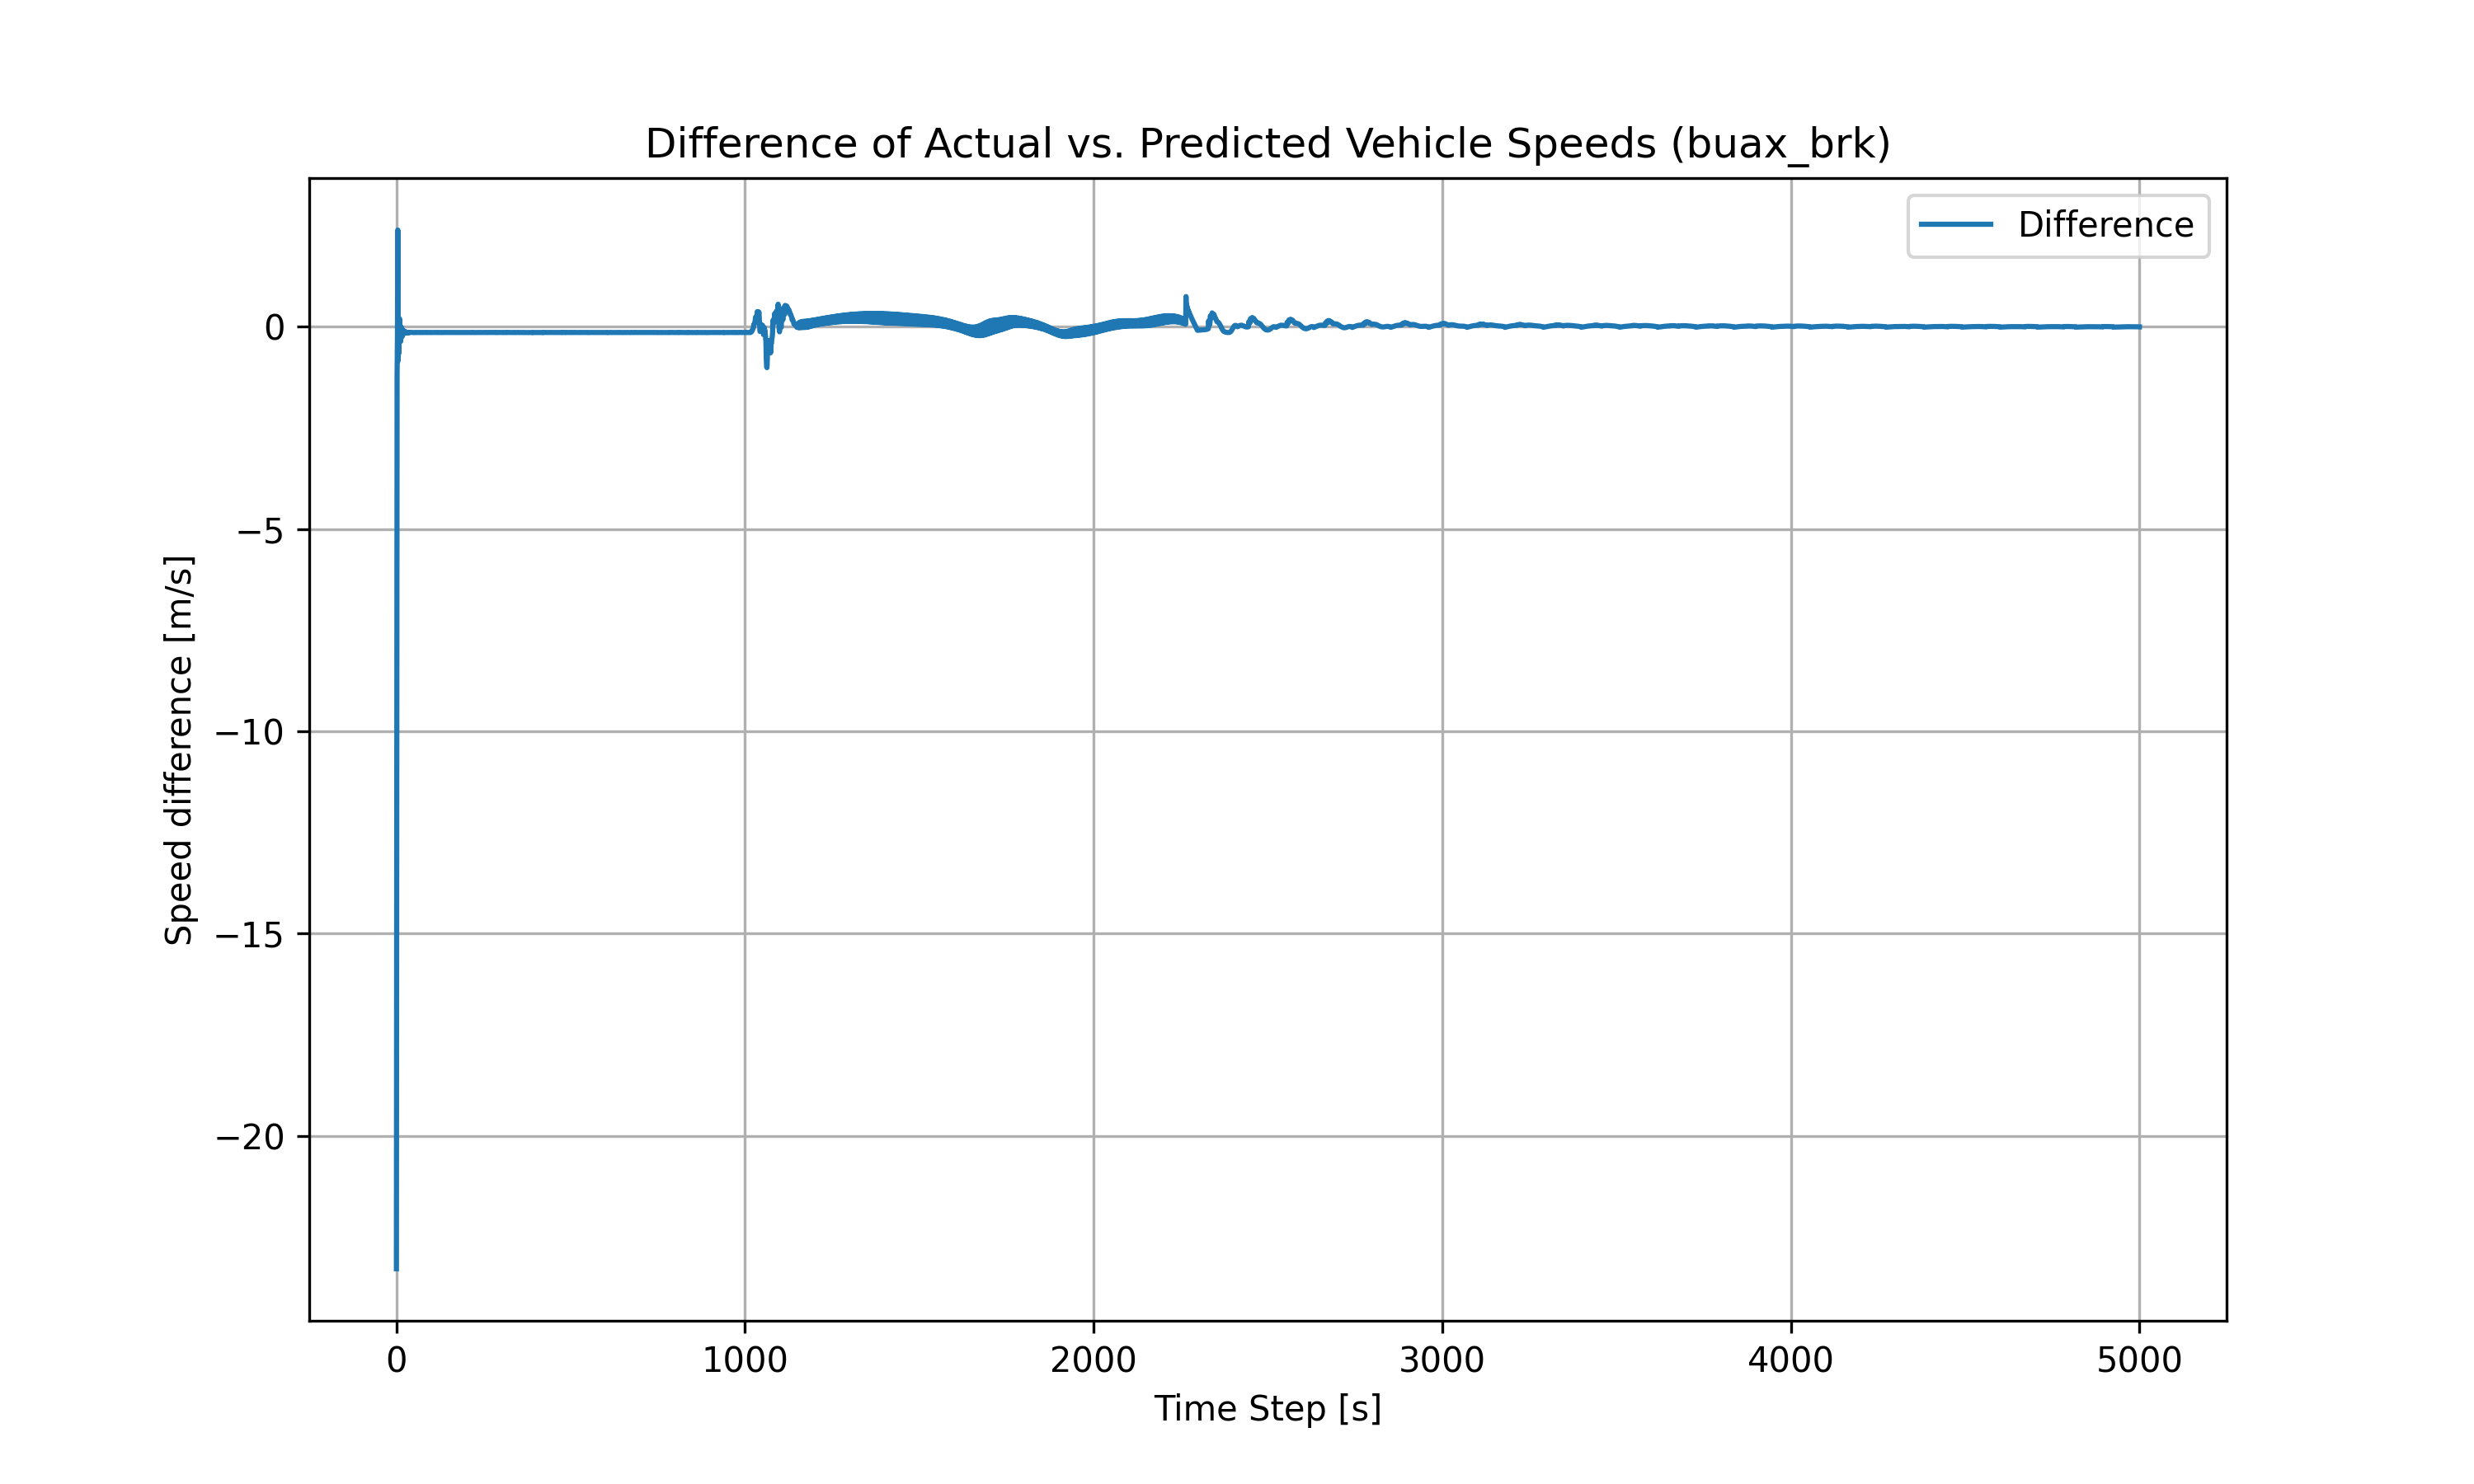 Difference of Actual vs. Predicted Vehicle Speeds (buax_brk)
Difference
Speed difference [m/s]
0
−5
−10
−15
−20
0 1000 2000 3000 4000 5000
Time Step [s]